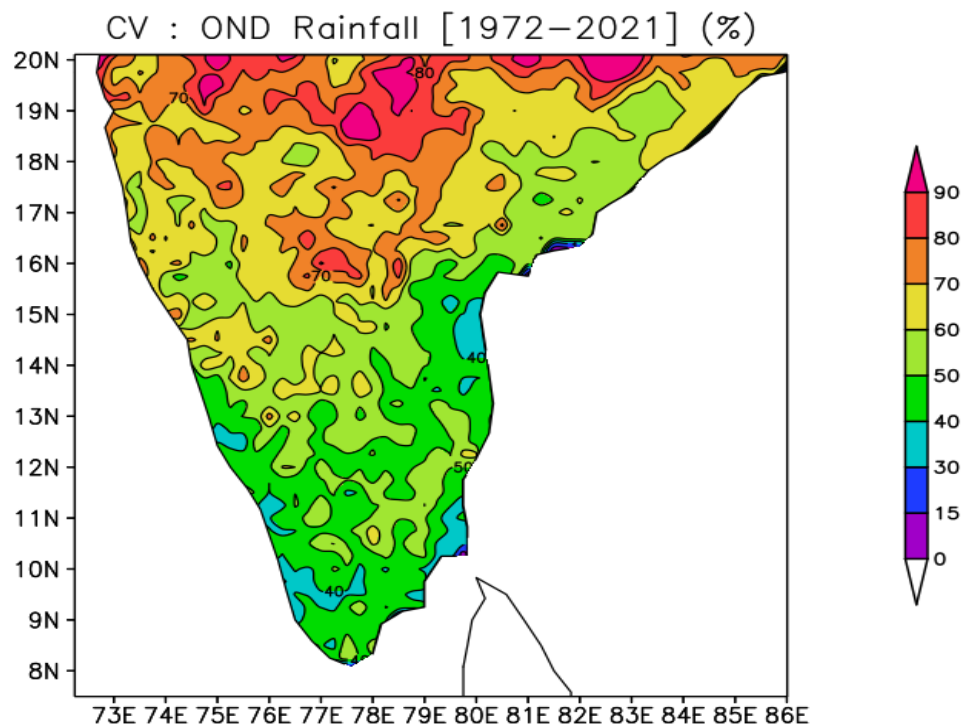 CV : OND Rainfall [1972−2021] (%)
20N
19N
18N
17N
16N
15N
14N
13N
12N
11N
10N
9N
8N
73E 74E 75E 76E 77E 78E 79E 80E 81E 82E 83E 84E 85E 86E
80
70
70
40
50
40
90
80
70
60
50
40
30
15
0